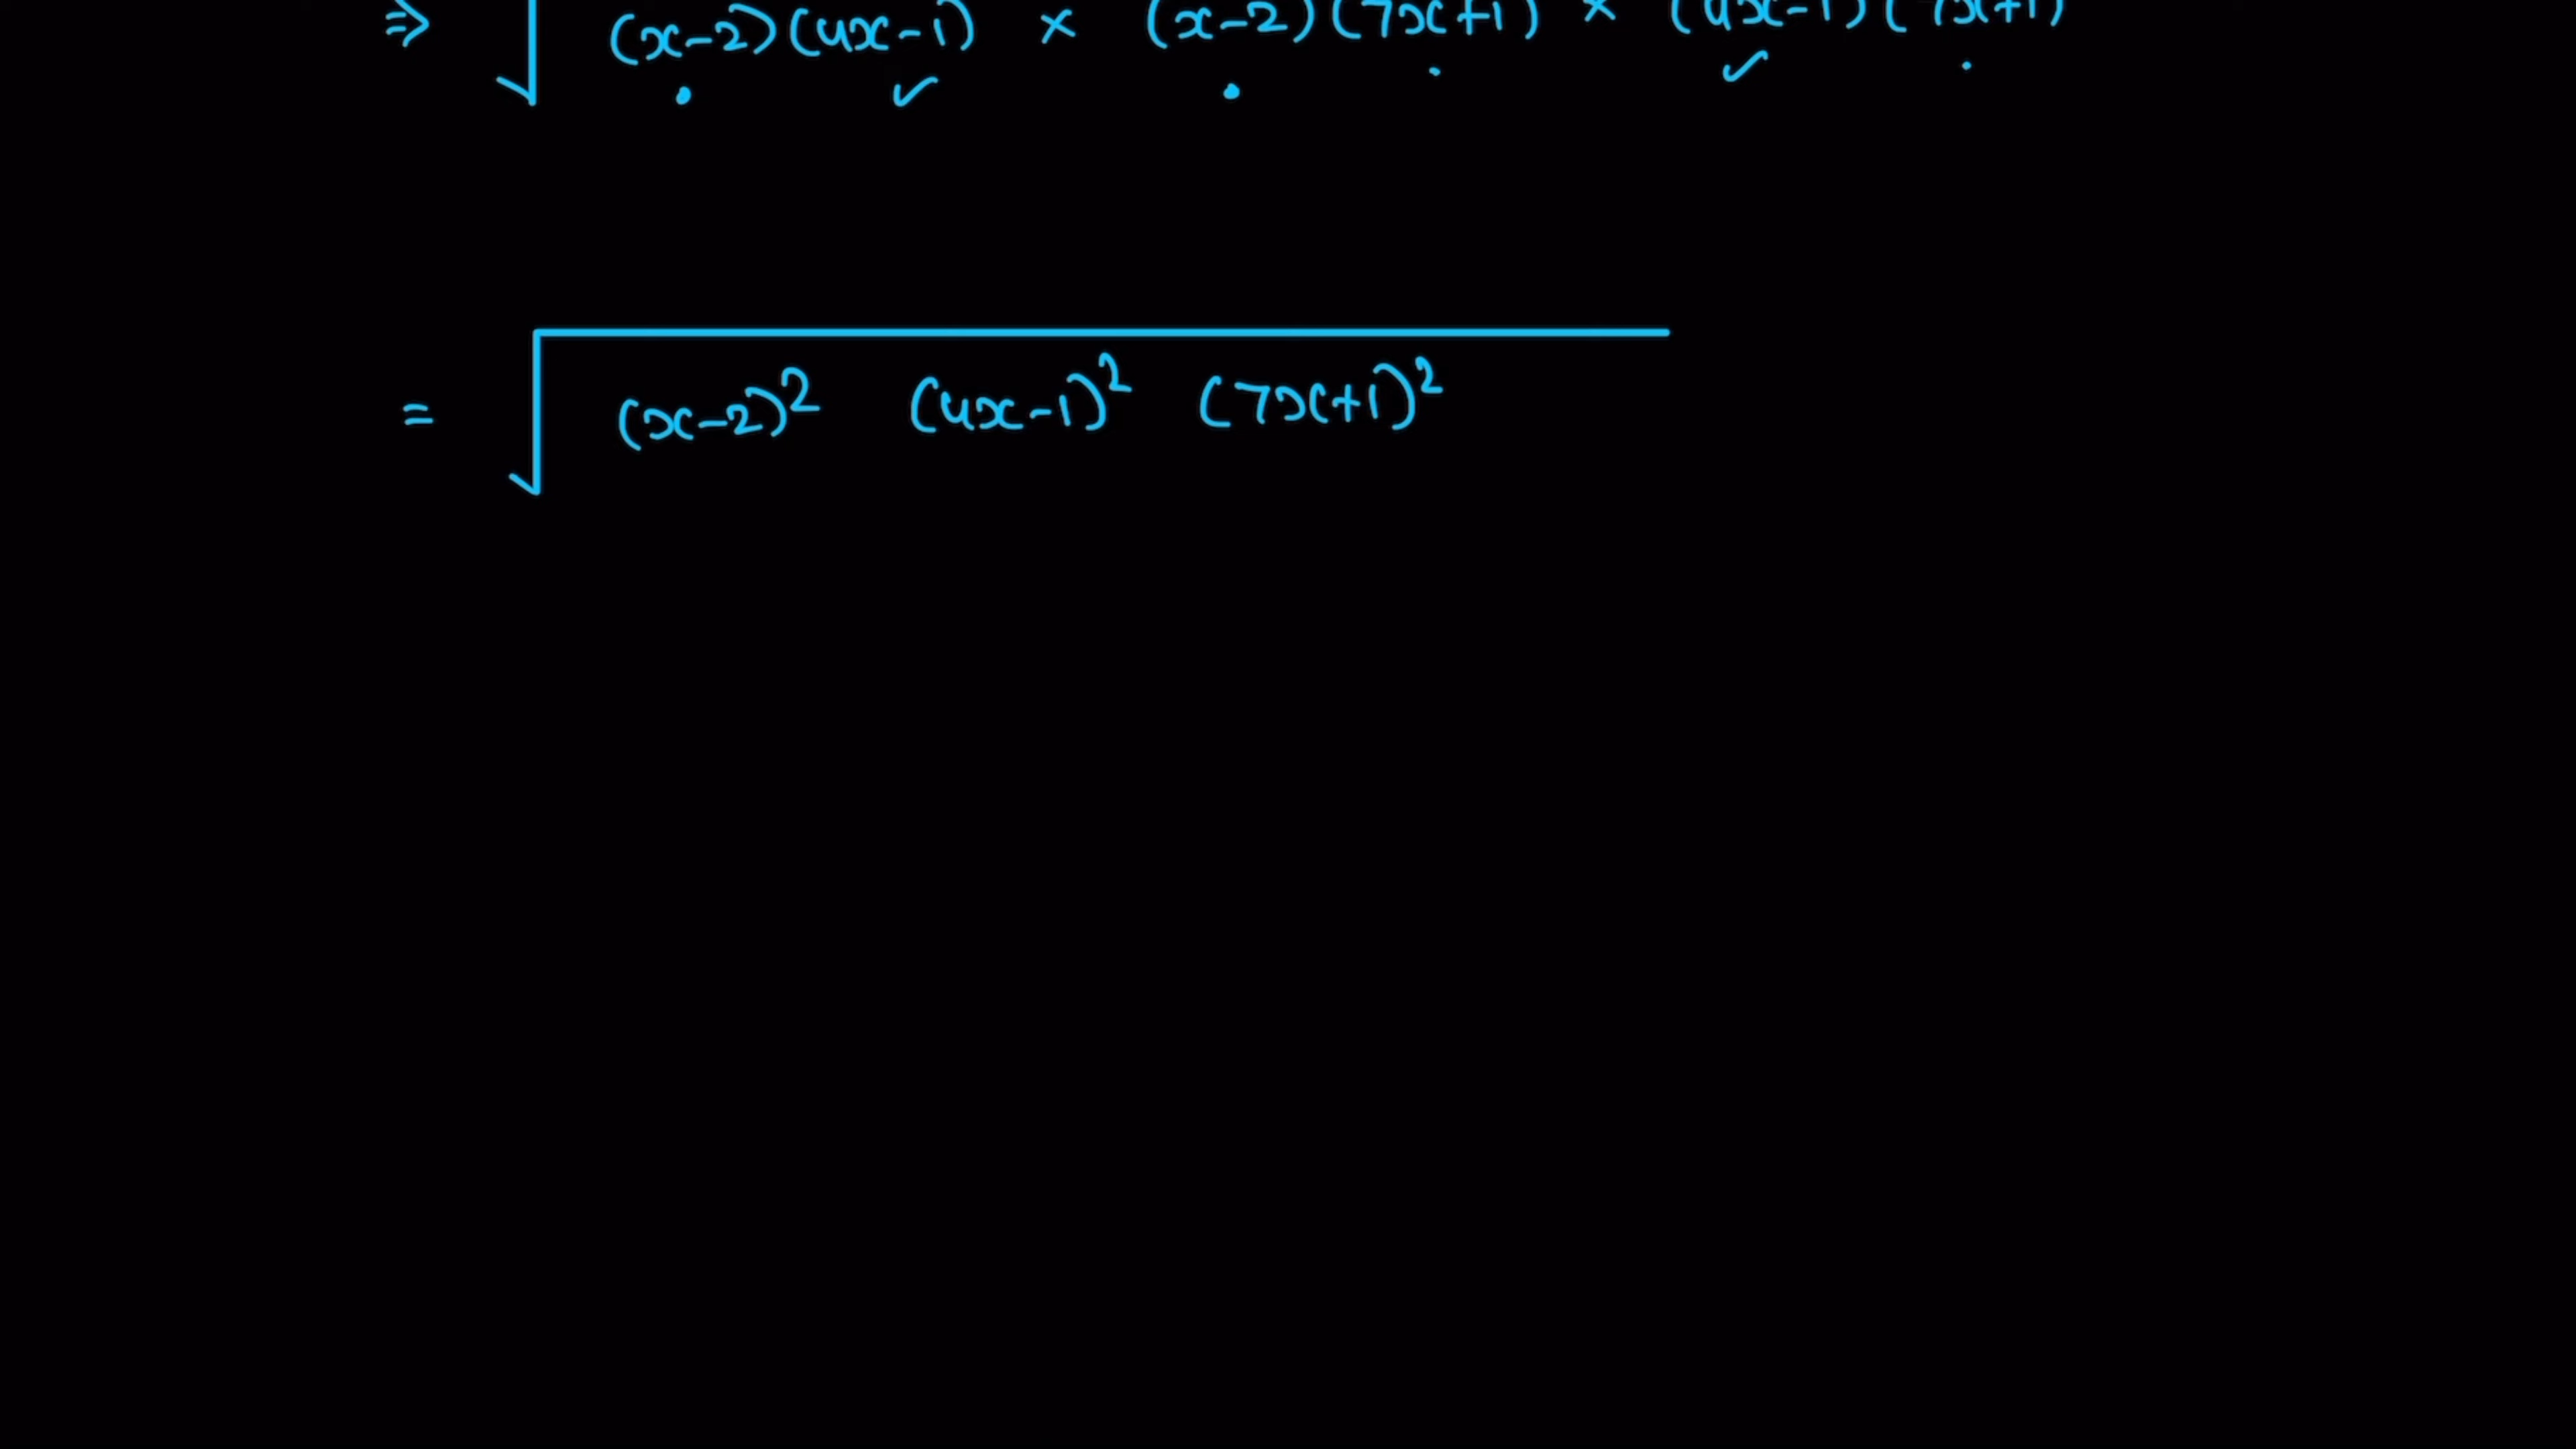 ⇒ √ (x-2)(4x-1) × (x-2)(7x+1) × (4x-1)(7x+1)
= √ (x-2)² (4x-1)² (7x+1)²